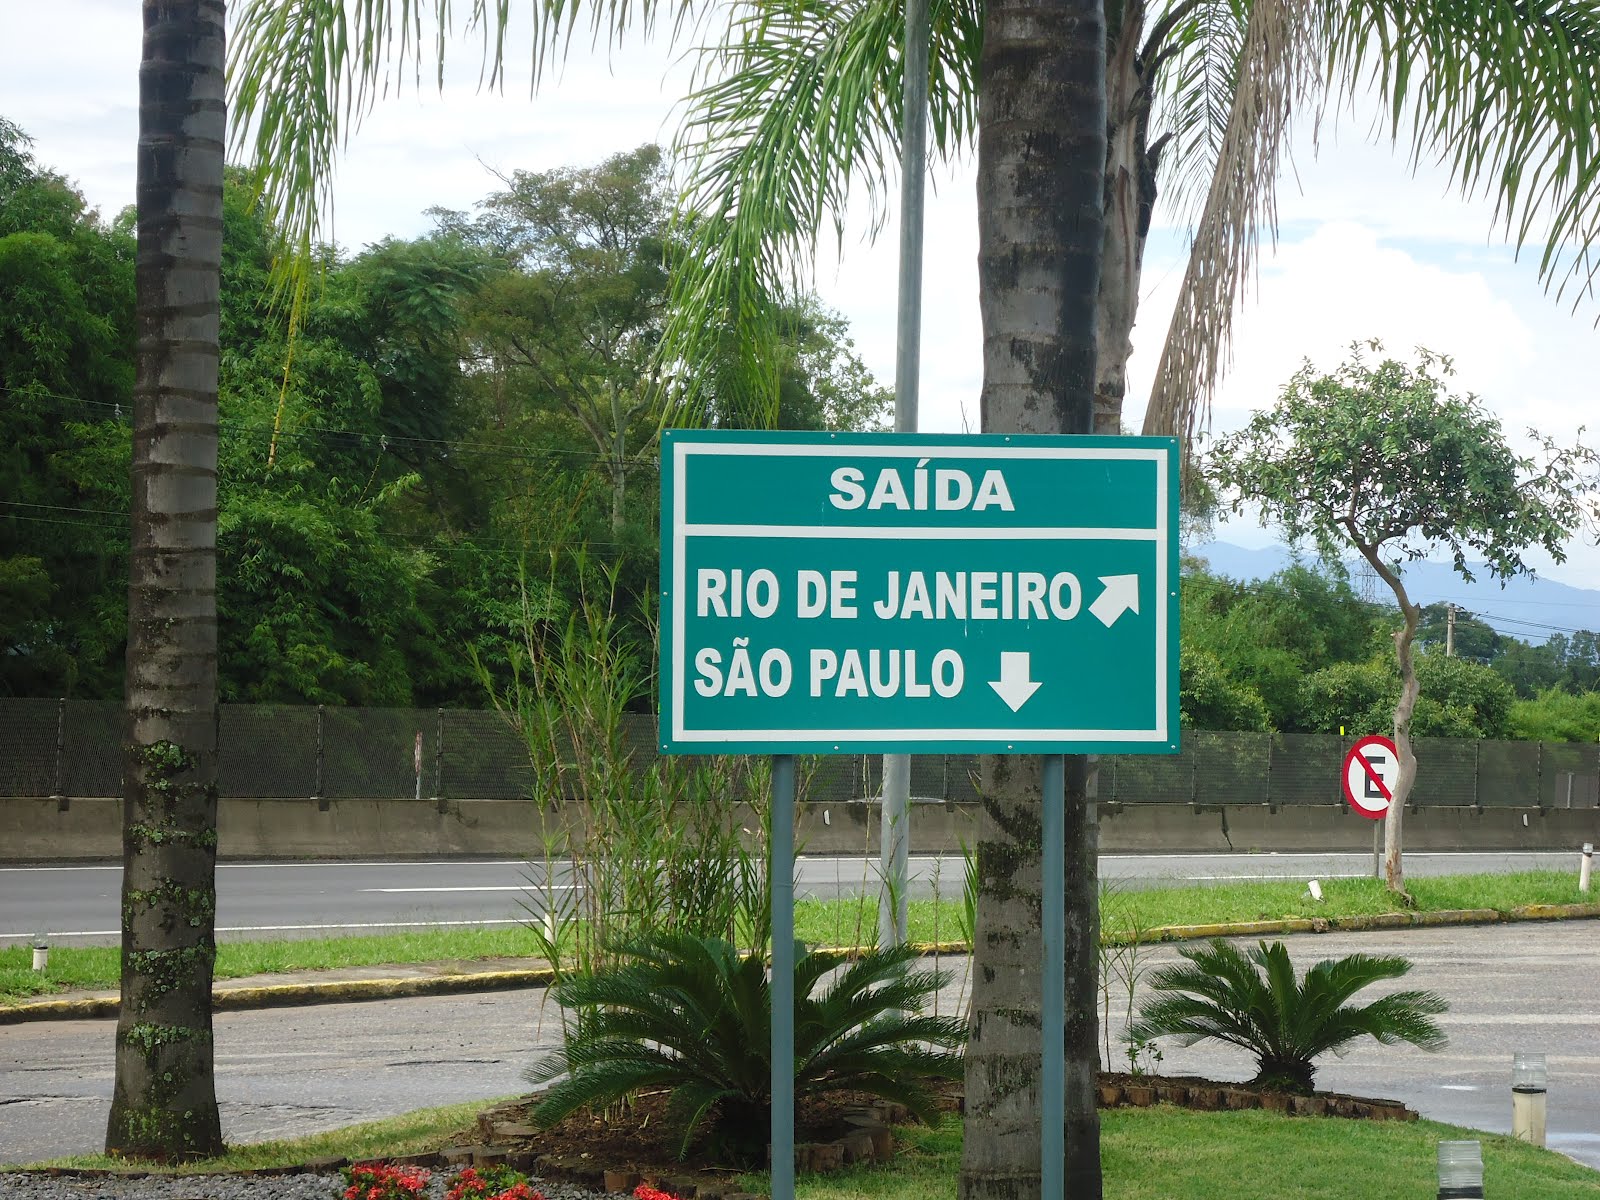 SAÍDA
RIO DE JANEIRO
SÃO PAULO
E